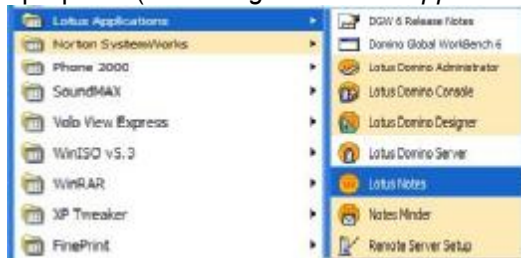 Lotus Applications
Norton SystemWorks
Phone 2000
SoundMAX
Volo View Express
WinISO v5.3
WinRAR
XP Tweaker
FinePrint
DGW 6 Release Notes
Domino Global WorkBench 6
Lotus Domino Administrator
Lotus Domino Console
Lotus Domino Designer
Lotus Domino Server
Lotus Notes
Notes Minder
Remote Server Setup